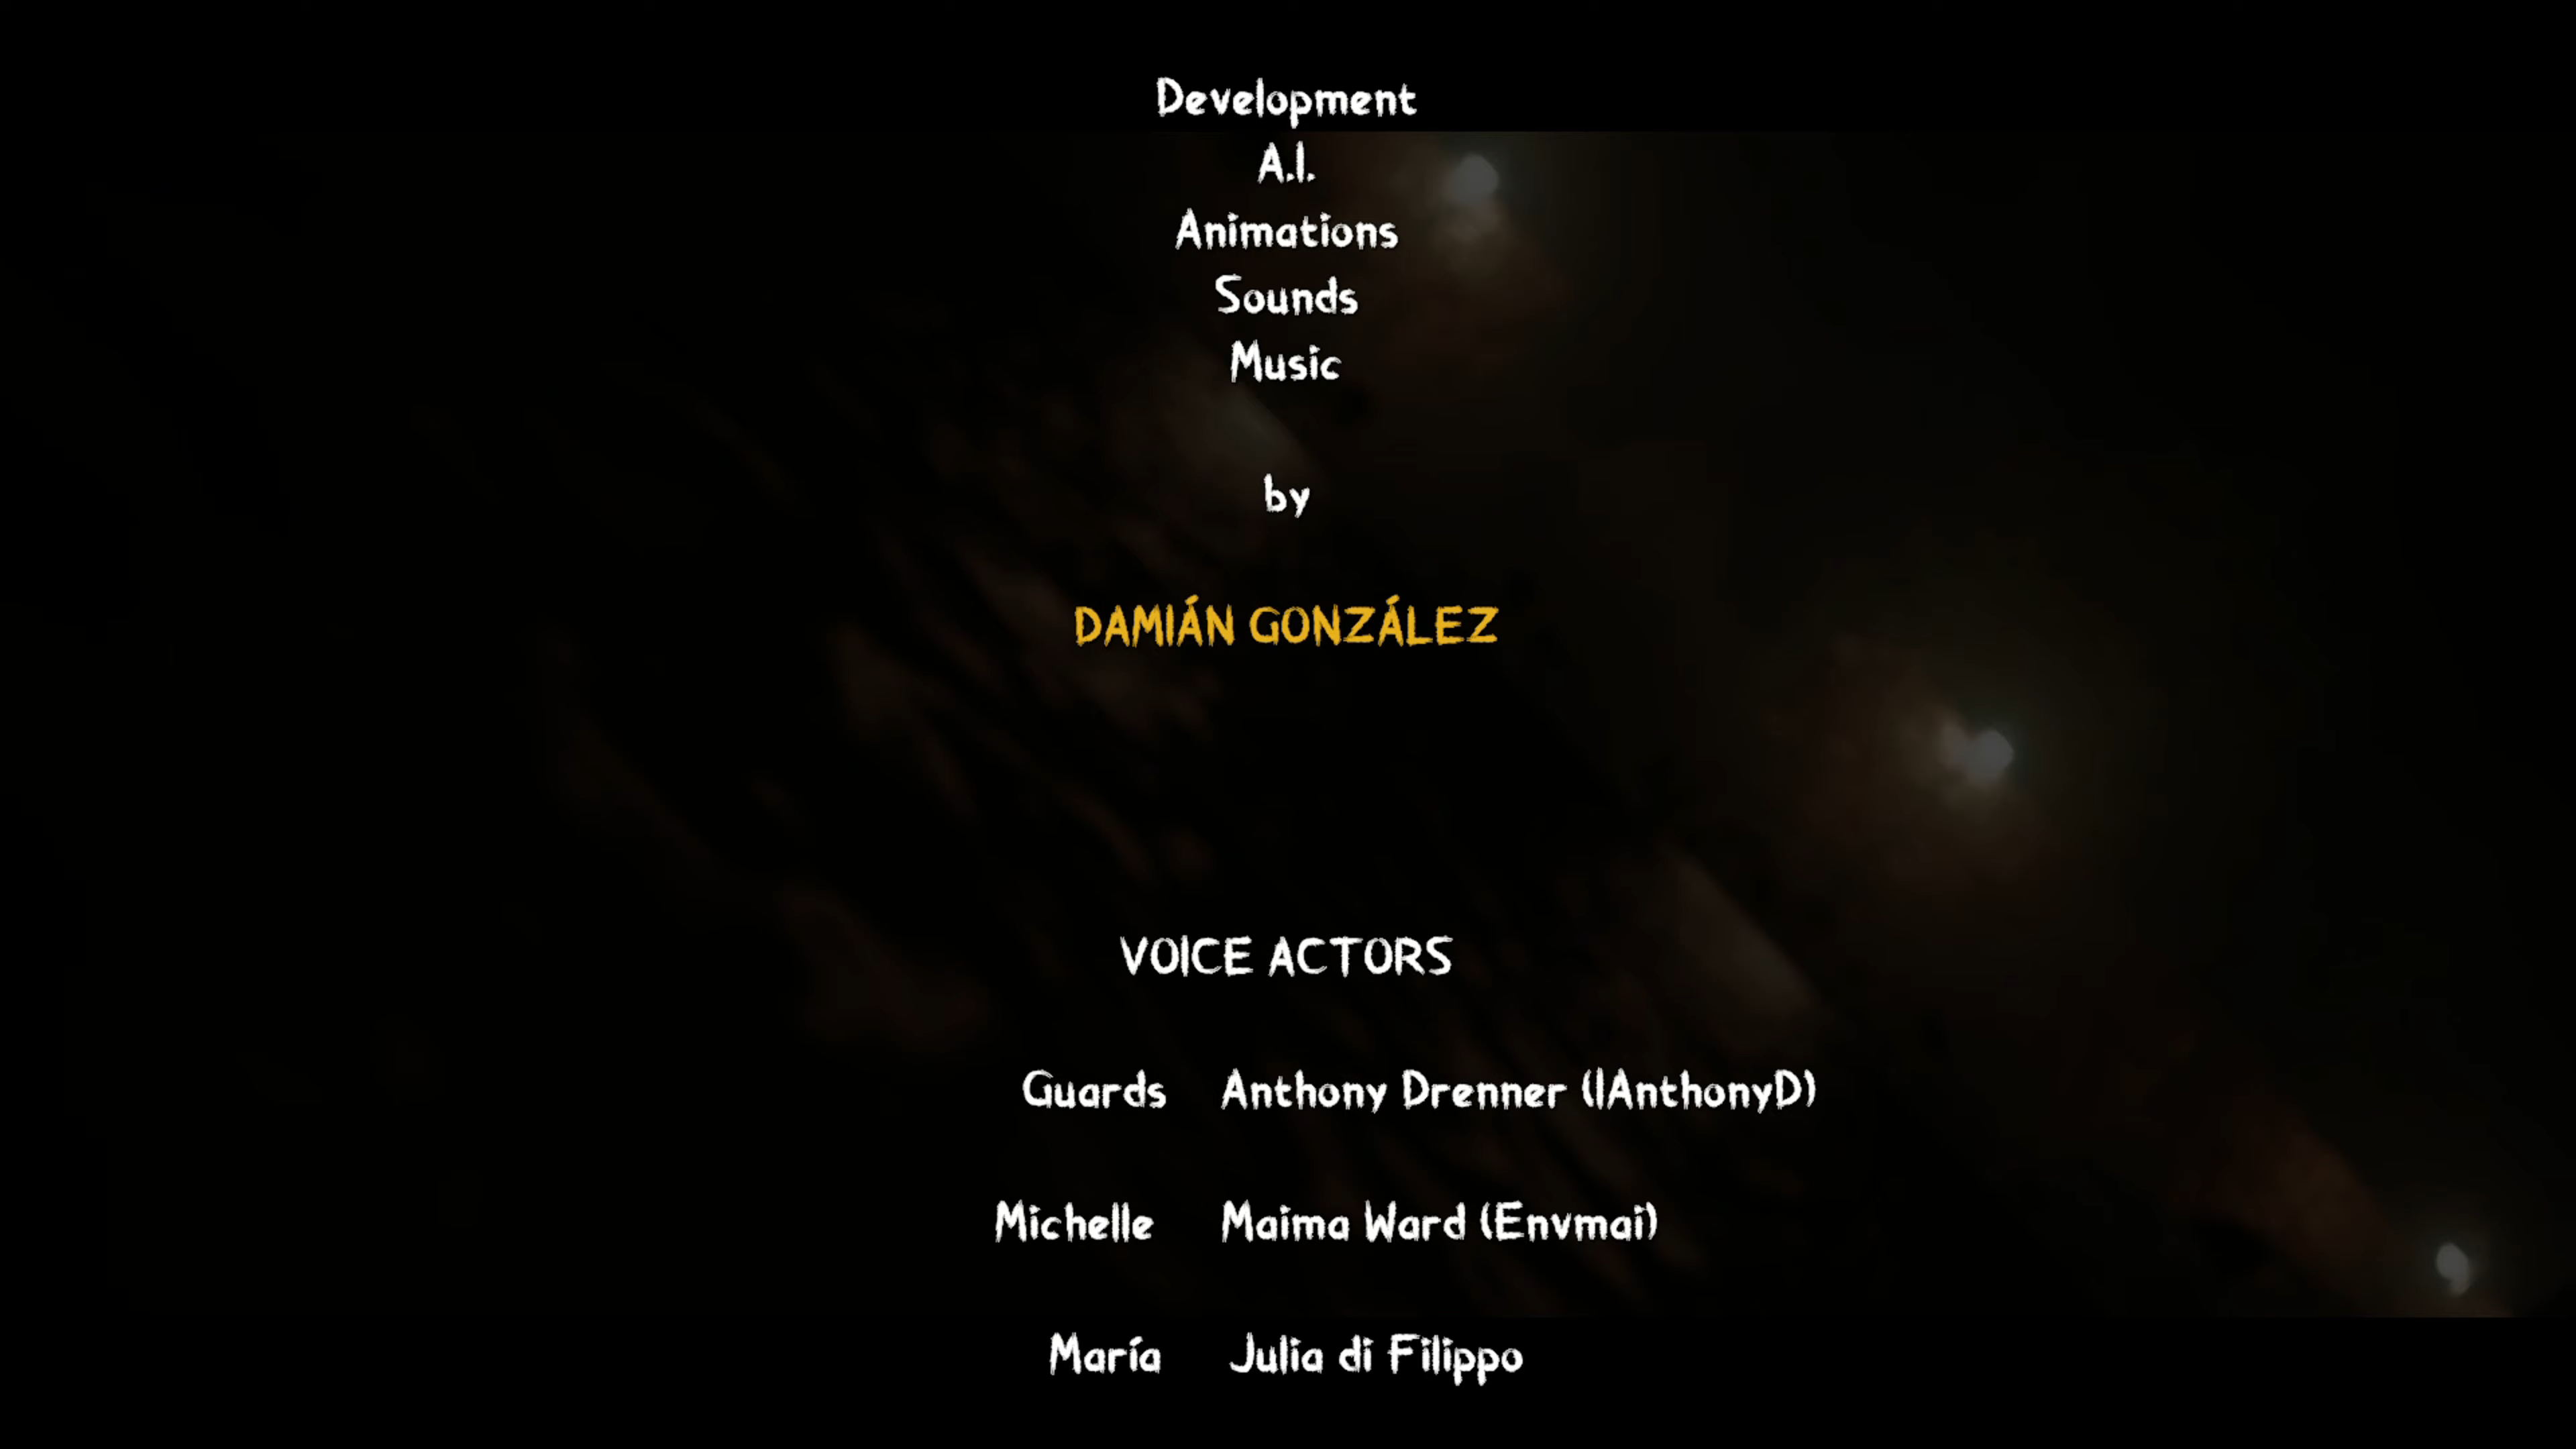 Development
A.I.
Animations
Sounds
Music
by
DAMIÁN GONZÁLEZ
VOICE ACTORS
Guards Anthony Drenner (IAnthonyD)
Michelle Maima Ward (Envmai)
María Julia di Filippo